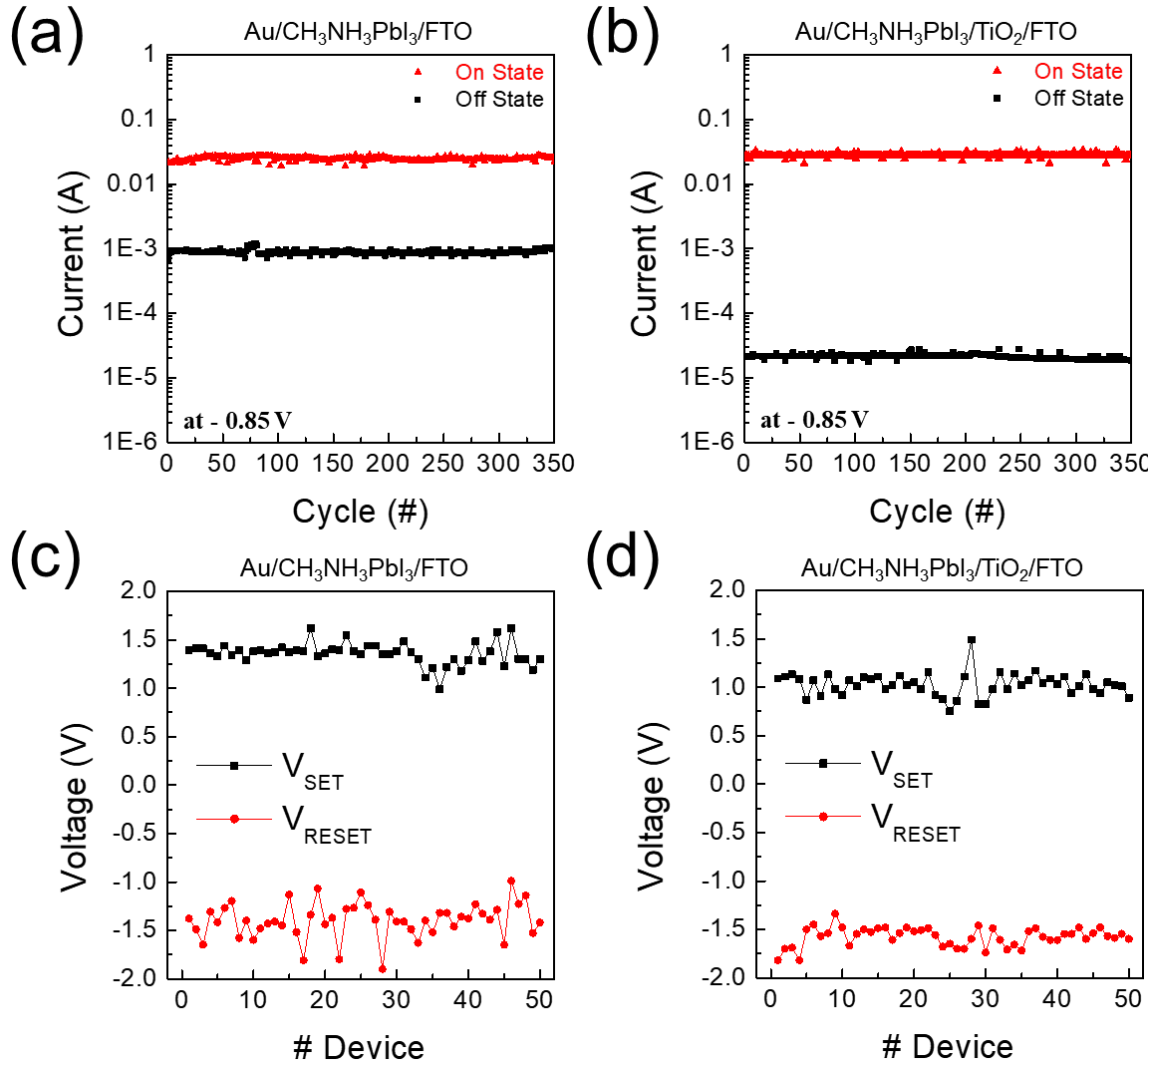 (a)
Au/CH₃NH₃PbI₃/FTO
On State
Off State
1
0.1
0.01
1E-3
1E-4
1E-5
1E-6
Current (A)
at - 0.85 V
0 50 100 150 200 250 300 350
Cycle (#)
(b)
Au/CH₃NH₃PbI₃/TiO₂/FTO
On State
Off State
1
0.1
0.01
1E-3
1E-4
1E-5
1E-6
Current (A)
at - 0.85 V
0 50 100 150 200 250 300 350
Cycle (#)
(c)
Au/CH₃NH₃PbI₃/FTO
2.0
1.5
1.0
0.5
0.0
-0.5
-1.0
-1.5
-2.0
Voltage (V)
V SET
V RESET
0 10 20 30 40 50
# Device
(d)
Au/CH₃NH₃PbI₃/TiO₂/FTO
2.0
1.5
1.0
0.5
0.0
-0.5
-1.0
-1.5
-2.0
Voltage (V)
V SET
V RESET
0 10 20 30 40 50
# Device